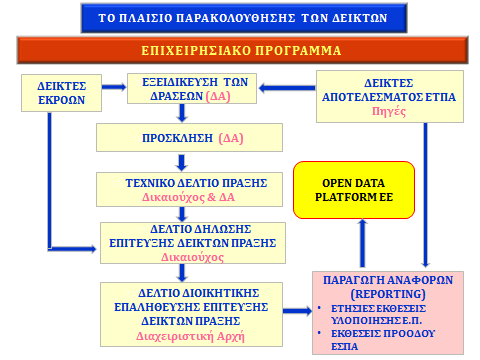 ΤΟ ΠΛΑΙΣΙΟ ΠΑΡΑΚΟΛΟΥΘΗΣΗΣ ΤΩΝ ΔΕΙΚΤΩΝ
ΕΠΙΧΕΙΡΗΣΙΑΚΟ ΠΡΟΓΡΑΜΜΑ
ΔΕΙΚΤΕΣ
ΕΚΡΟΩΝ
ΕΞΕΙΔΙΚΕΥΣΗ ΤΩΝ
ΔΡΑΣΕΩΝ (ΔΑ)
ΔΕΙΚΤΕΣ
ΑΠΟΤΕΛΕΣΜΑΤΟΣ ΕΤΠΑ
Πηγές
ΠΡΟΣΚΛΗΣΗ (ΔΑ)
ΤΕΧΝΙΚΟ ΔΕΛΤΙΟ ΠΡΑΞΗΣ
Δικαιούχος & ΔΑ
OPEN DATA
PLATFORM EE
ΔΕΛΤΙΟ ΔΗΛΩΣΗΣ
ΕΠΙΤΕΥΞΗΣ ΔΕΙΚΤΩΝ ΠΡΑΞΗΣ
Δικαιούχος
ΔΕΛΤΙΟ ΔΙΟΙΚΗΤΙΚΗΣ
ΕΠΑΛΗΘΕΥΣΗΣ ΕΠΙΤΕΥΞΗΣ
ΔΕΙΚΤΩΝ ΠΡΑΞΗΣ
Διαχειριστική Αρχή
ΠΑΡΑΓΩΓΗ ΑΝΑΦΟΡΩΝ
(REPORTING)
• ΕΤΗΣΙΕΣ ΕΚΘΕΣΕΙΣ
ΥΛΟΠΟΙΗΣΗΣ Ε.Π.
• ΕΚΘΕΣΕΙΣ ΠΡΟΟΔΟΥ
ΕΣΠΑ